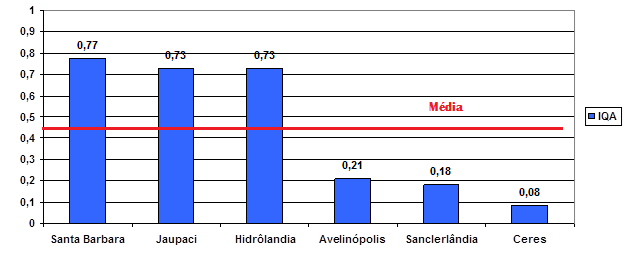 1
0,9
0,8
0,7
0,6
0,5
0,4
0,3
0,2
0,1
0
0,77
0,73
0,73
0,21
0,18
0,08
Média
IQA
Santa Barbara
Jaupaci
Hidrôlandia
Avelinópolis
Sanclerlândia
Ceres